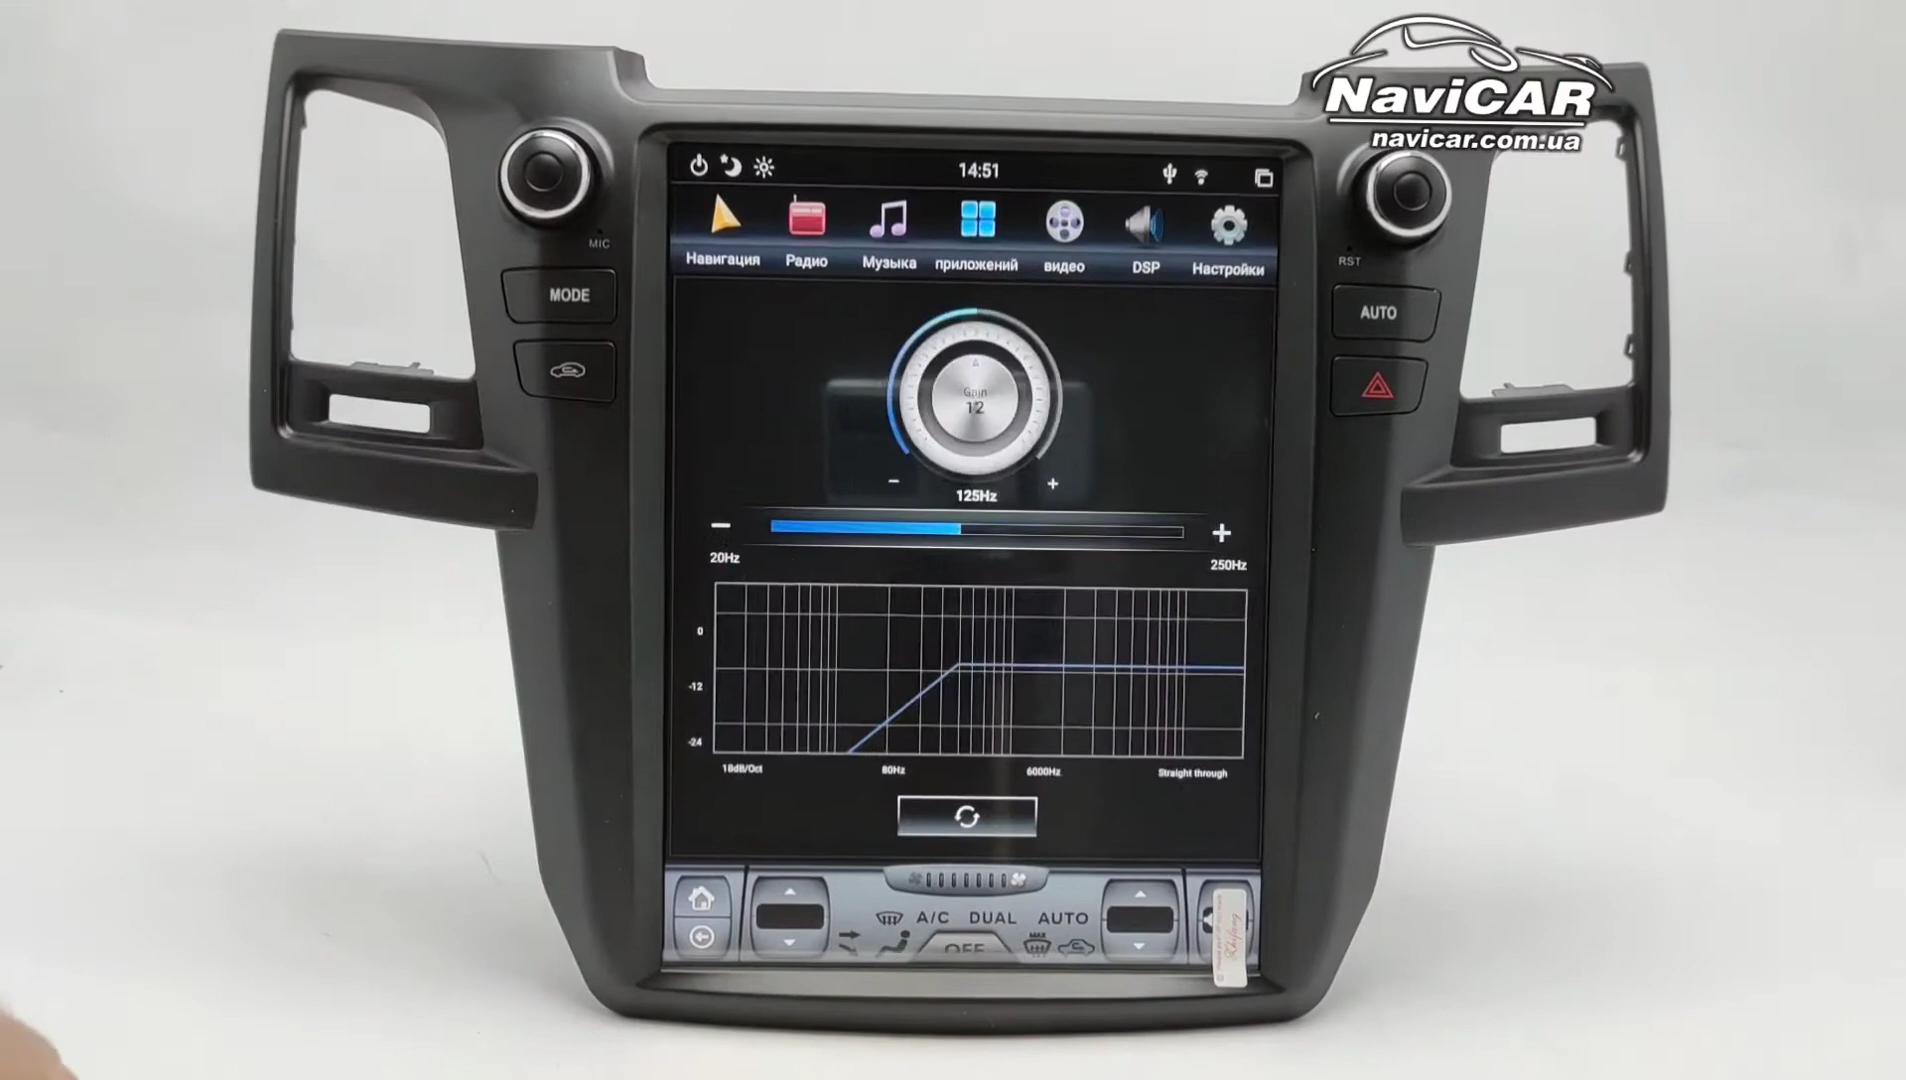 NaviCAR
navicar.com.ua
14:51
MIC
RST
Навигация Радио Музыка приложений видео DSP Настройки
MODE
AUTO
Gain
12
- +
125Hz
- +
20Hz 250Hz
0
-12
-24
18dB/Oct 80Hz 6000Hz Straight through
A/C DUAL AUTO
MAX
OFF